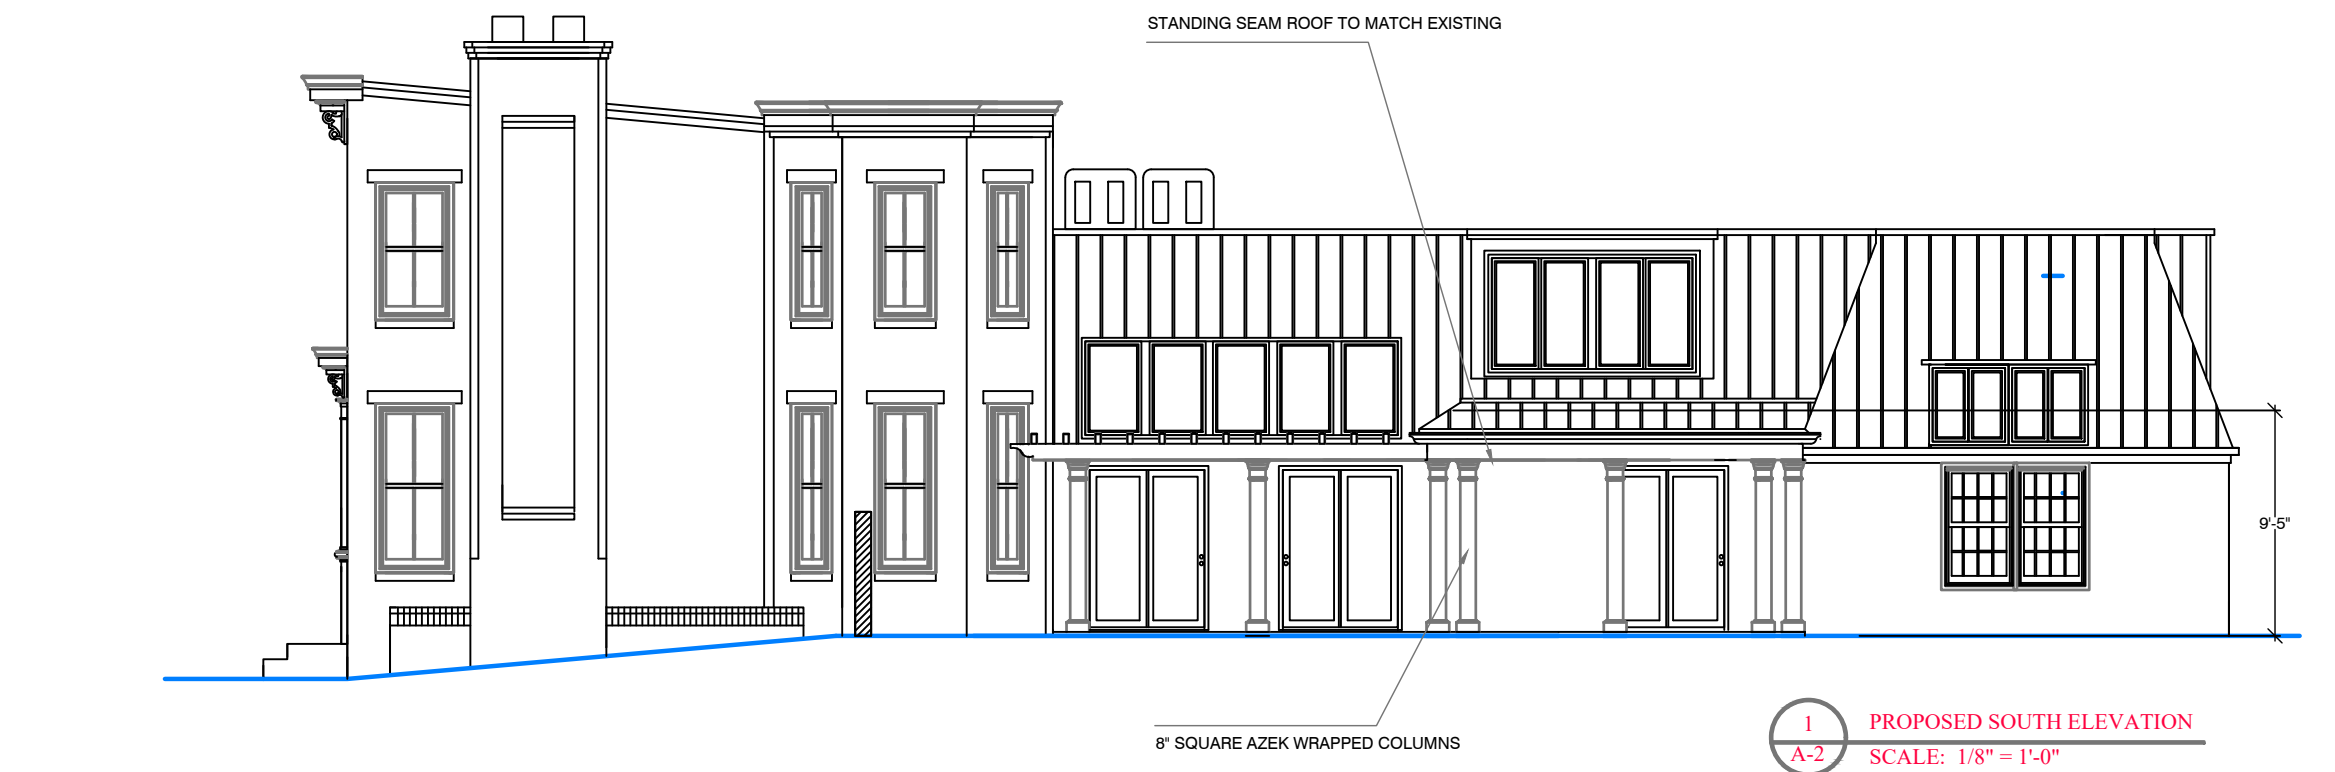 STANDING SEAM ROOF TO MATCH EXISTING
9'-5"
8" SQUARE AZEK WRAPPED COLUMNS
1
PROPOSED SOUTH ELEVATION
A-2
SCALE: 1/8" = 1'-0"